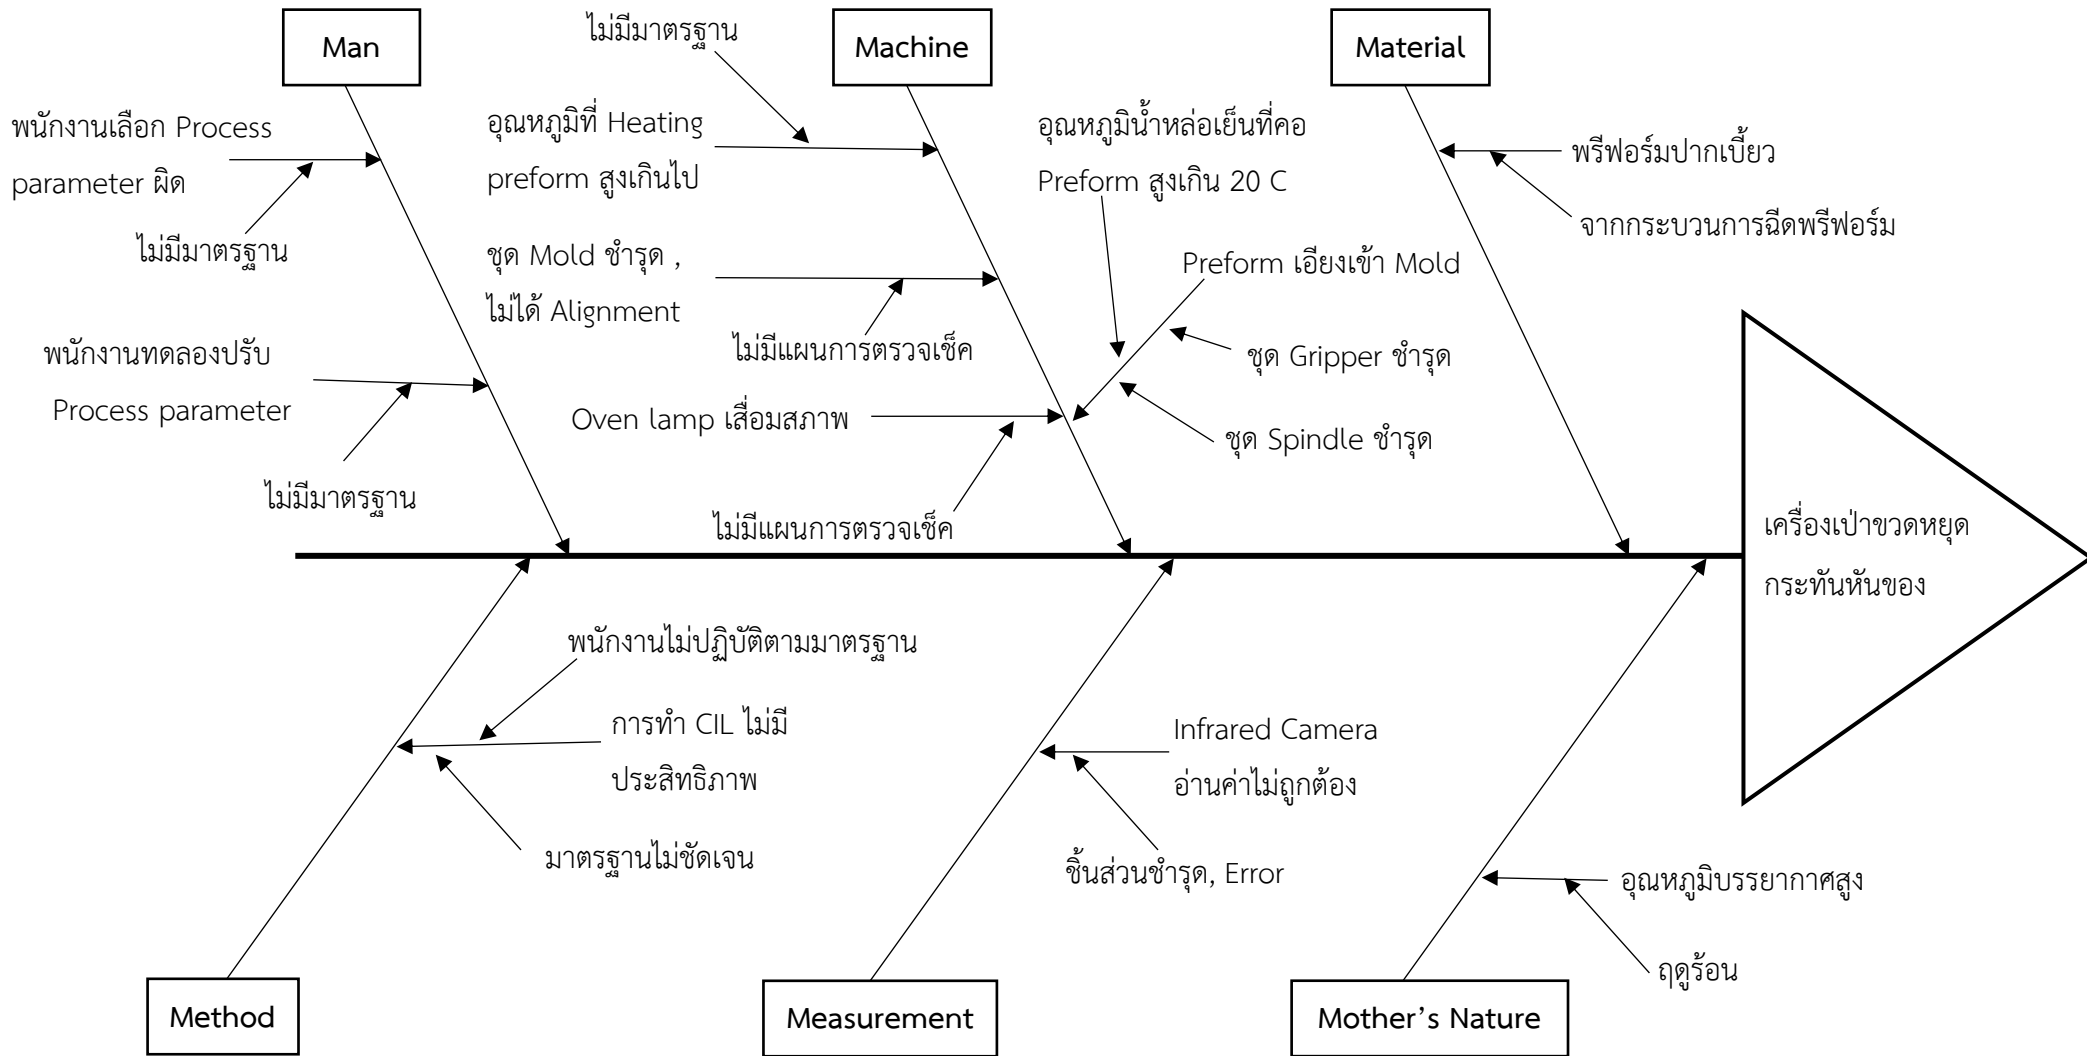 Man
Machine
Material
ไม่มีมาตรฐาน
พนักงานเลือก Process
parameter ผิด
ไม่มีมาตรฐาน
พนักงานทดลองปรับ
Process parameter
ไม่มีมาตรฐาน
อุณหภูมิที่ Heating
preform สูงเกินไป
ชุด Mold ชำรุด ,
ไม่ได้ Alignment
ไม่มีแผนการตรวจเช็ค
Oven lamp เสื่อมสภาพ
ไม่มีแผนการตรวจเช็ค
อุณหภูมิน้ำหล่อเย็นที่คอ
Preform สูงเกิน 20 C
Preform เอียงเข้า Mold
ชุด Gripper ชำรุด
ชุด Spindle ชำรุด
พรีฟอร์มปากเบี้ยว
จากกระบวนการฉีดพรีฟอร์ม
เครื่องเป่าขวดหยุด
กระทันหันของ
พนักงานไม่ปฏิบัติตามมาตรฐาน
การทำ CIL ไม่มี
ประสิทธิภาพ
มาตรฐานไม่ชัดเจน
Infrared Camera
อ่านค่าไม่ถูกต้อง
ชิ้นส่วนชำรุด, Error
อุณหภูมิบรรยากาศสูง
ฤดูร้อน
Method
Measurement
Mother’s Nature